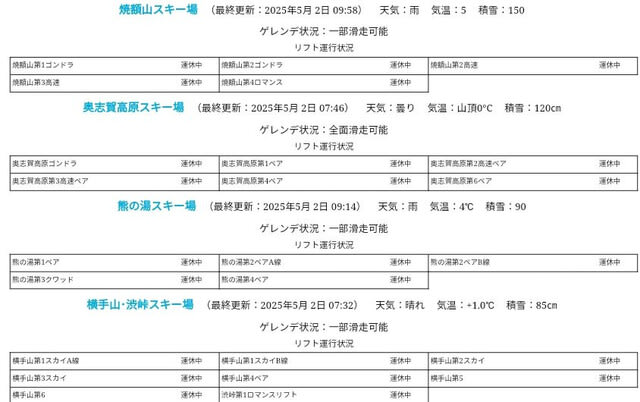 焼額山スキー場 （最終更新：2025年5月 2日 09:58） 天気：雨 気温：5 積雪：150
ゲレンデ状況：一部滑走可能
リフト運行状況
焼額山第1ゴンドラ 運休中 焼額山第2ゴンドラ 運休中 焼額山第2高速 運休中
焼額山第3高速 運休中 焼額山第4ロマンス 運休中
奥志賀高原スキー場 （最終更新：2025年5月 2日 07:46） 天気：曇り 気温：山頂0°C 積雪：120㎝
ゲレンデ状況：全面滑走可能
リフト運行状況
奥志賀高原ゴンドラ 運休中 奥志賀高原第1ペア 運休中 奥志賀高原第2高速ペア 運休中
奥志賀高原第3高速ペア 運休中 奥志賀高原第4ペア 運休中 奥志賀高原第6ペア 運休中
熊の湯スキー場 （最終更新：2025年5月 2日 09:14） 天気：雨 気温：4℃ 積雪：90
ゲレンデ状況：一部滑走可能
リフト運行状況
熊の湯第1ペア 運休中 熊の湯第2ペアA線 運休中 熊の湯第2ペアB線 運休中
熊の湯第3クワッド 運休中 熊の湯第4ペア 運休中
横手山･渋峠スキー場 （最終更新：2025年5月 2日 07:32） 天気：晴れ 気温：+1.0℃ 積雪：85㎝
ゲレンデ状況：一部滑走可能
リフト運行状況
横手山第1スカイA線 運休中 横手山第1スカイB線 運休中 横手山第2スカイ 運休中
横手山第3スカイ 運休中 横手山第4ペア 運休中 横手山第5 運休中
横手山第6 運休中 渋峠第1ロマンスリフト 運休中